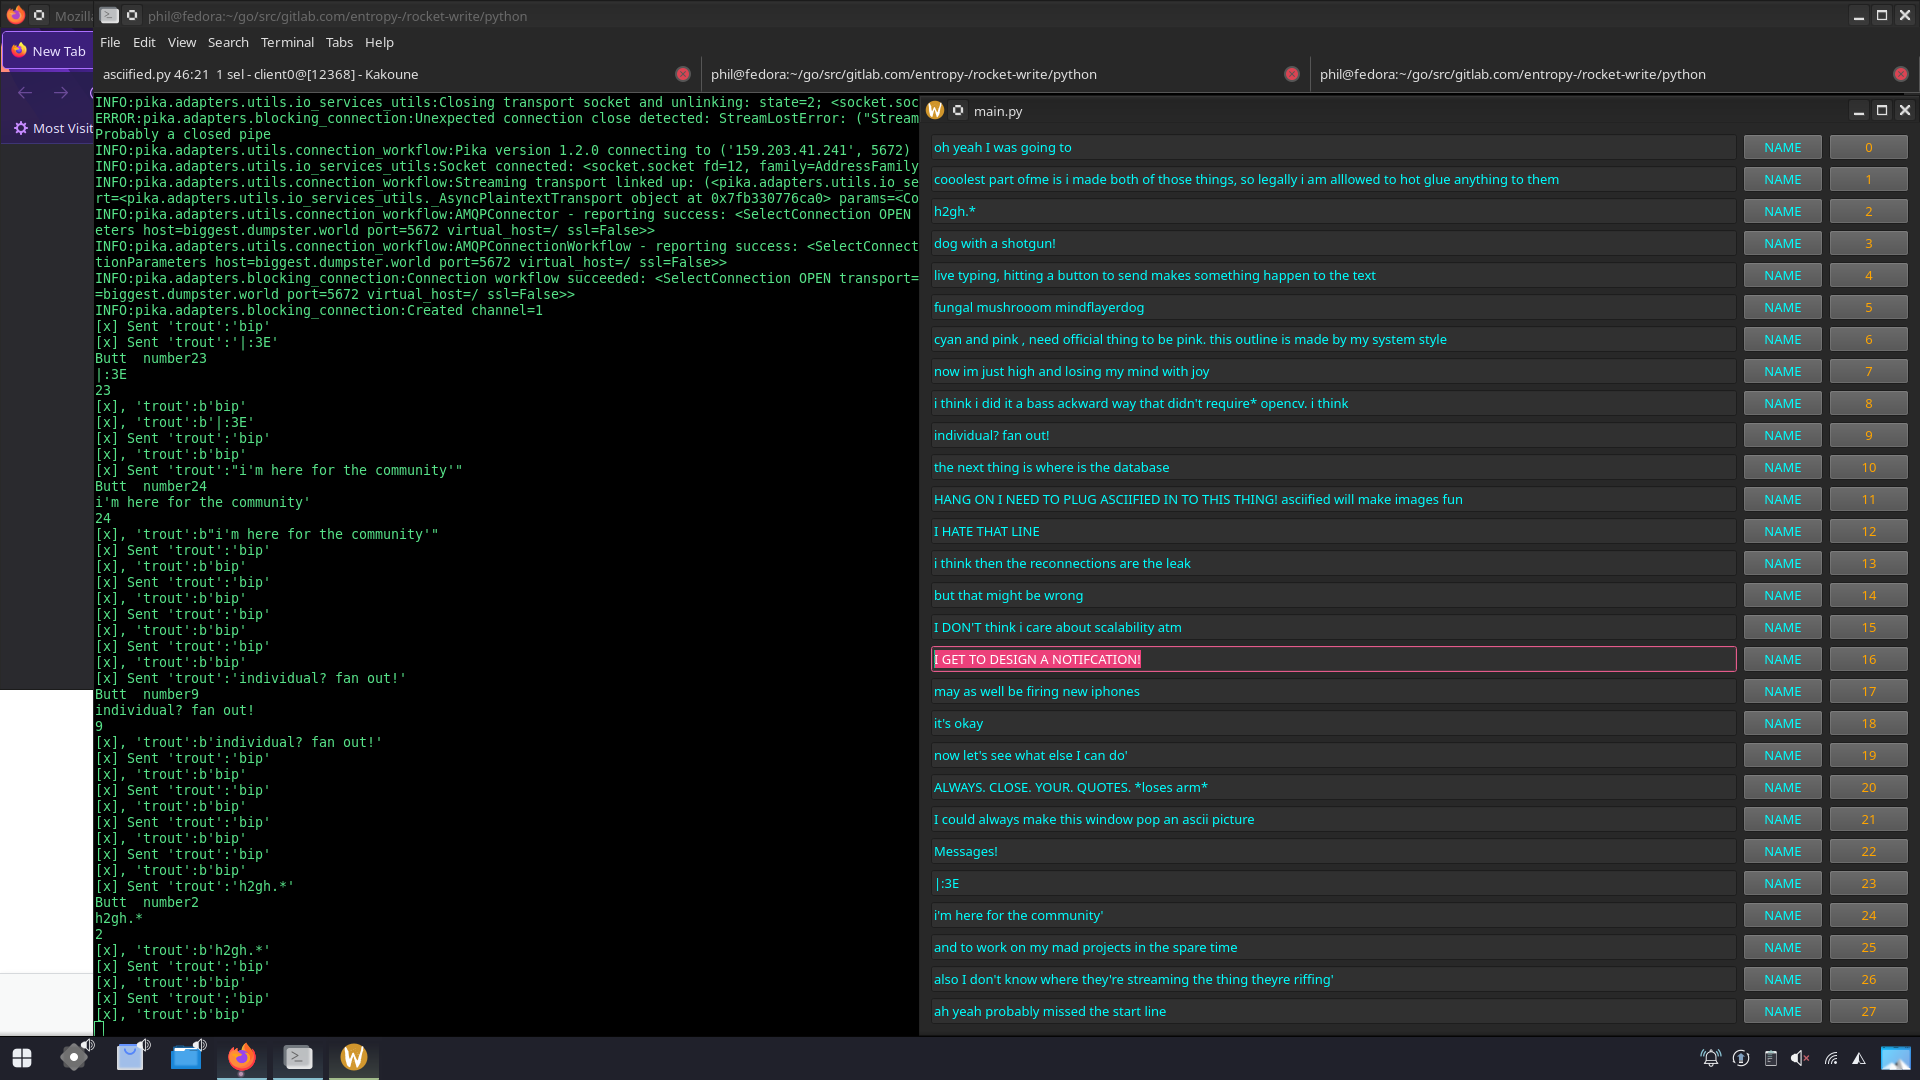 Mozill
phil@fedora:~/go/src/gitlab.com/entropy-/rocket-write/python
New Tab
Most Visit
File Edit View Search Terminal Tabs Help
asciified.py 46:21 1 sel - client0@[12368] - Kakoune
phil@fedora:~/go/src/gitlab.com/entropy-/rocket-write/python
phil@fedora:~/go/src/gitlab.com/entropy-/rocket-write/python
INFO:pika.adapters.utils.io_services_utils:Closing transport socket and unlinking: state=2; <socket.soc
ERROR:pika.adapters.blocking_connection:Unexpected connection close detected: StreamLostError: ("Stream
Probably a closed pipe
INFO:pika.adapters.utils.connection_workflow:Pika version 1.2.0 connecting to ('159.203.41.241', 5672)
INFO:pika.adapters.utils.io_services_utils:Socket connected: <socket.socket fd=12, family=AddressFamily
INFO:pika.adapters.utils.connection_workflow:Streaming transport linked up: (<pika.adapters.utils.io_se
rt=<pika.adapters.utils.io_services_utils._AsyncPlaintextTransport object at 0x7fb330776ca0> params=<Co
INFO:pika.adapters.utils.connection_workflow:AMQPConnector - reporting success: <SelectConnection OPEN
eters host=biggest.dumpster.world port=5672 virtual_host=/ ssl=False>>
INFO:pika.adapters.utils.connection_workflow:AMQPConnectionWorkflow - reporting success: <SelectConnect
tionParameters host=biggest.dumpster.world port=5672 virtual_host=/ ssl=False>>
INFO:pika.adapters.blocking_connection:Connection workflow succeeded: <SelectConnection OPEN transport=
=biggest.dumpster.world port=5672 virtual_host=/ ssl=False>>
INFO:pika.adapters.blocking_connection:Created channel=1
[x] Sent 'trout':'bip'
[x] Sent 'trout':'|:3E'
Butt  number23
|:3E
23
[x], 'trout':b'bip'
[x], 'trout':b'|:3E'
[x] Sent 'trout':'bip'
[x], 'trout':b'bip'
[x] Sent 'trout':"i'm here for the community'"
Butt  number24
i'm here for the community'
24
[x], 'trout':b"i'm here for the community'"
[x] Sent 'trout':'bip'
[x], 'trout':b'bip'
[x] Sent 'trout':'bip'
[x], 'trout':b'bip'
[x] Sent 'trout':'bip'
[x], 'trout':b'bip'
[x] Sent 'trout':'bip'
[x], 'trout':b'bip'
[x] Sent 'trout':'individual? fan out!'
Butt  number9
individual? fan out!
9
[x], 'trout':b'individual? fan out!'
[x] Sent 'trout':'bip'
[x], 'trout':b'bip'
[x] Sent 'trout':'bip'
[x], 'trout':b'bip'
[x] Sent 'trout':'bip'
[x], 'trout':b'bip'
[x] Sent 'trout':'bip'
[x], 'trout':b'bip'
[x] Sent 'trout':'h2gh.*'
Butt  number2
h2gh.*
2
[x], 'trout':b'h2gh.*'
[x] Sent 'trout':'bip'
[x], 'trout':b'bip'
[x] Sent 'trout':'bip'
[x], 'trout':b'bip'
main.py
oh yeah I was going to NAME 0
cooolest part ofme is i made both of those things, so legally i am alllowed to hot glue anything to them NAME 1
h2gh.* NAME 2
dog with a shotgun! NAME 3
live typing, hitting a button to send makes something happen to the text NAME 4
fungal mushrooom mindflayerdog NAME 5
cyan and pink , need official thing to be pink. this outline is made by my system style NAME 6
now im just high and losing my mind with joy NAME 7
i think i did it a bass ackward way that didn't require* opencv. i think NAME 8
individual? fan out! NAME 9
the next thing is where is the database NAME 10
HANG ON I NEED TO PLUG ASCIIFIED IN TO THIS THING! asciified will make images fun NAME 11
I HATE THAT LINE NAME 12
i think then the reconnections are the leak NAME 13
but that might be wrong NAME 14
I DON'T think i care about scalability atm NAME 15
I GET TO DESIGN A NOTIFCATION! NAME 16
may as well be firing new iphones NAME 17
it's okay NAME 18
now let's see what else I can do' NAME 19
ALWAYS. CLOSE. YOUR. QUOTES. *loses arm* NAME 20
I could always make this window pop an ascii picture NAME 21
Messages! NAME 22
|:3E NAME 23
i'm here for the community' NAME 24
and to work on my mad projects in the spare time NAME 25
also I don't know where they're streaming the thing theyre riffing' NAME 26
ah yeah probably missed the start line NAME 27